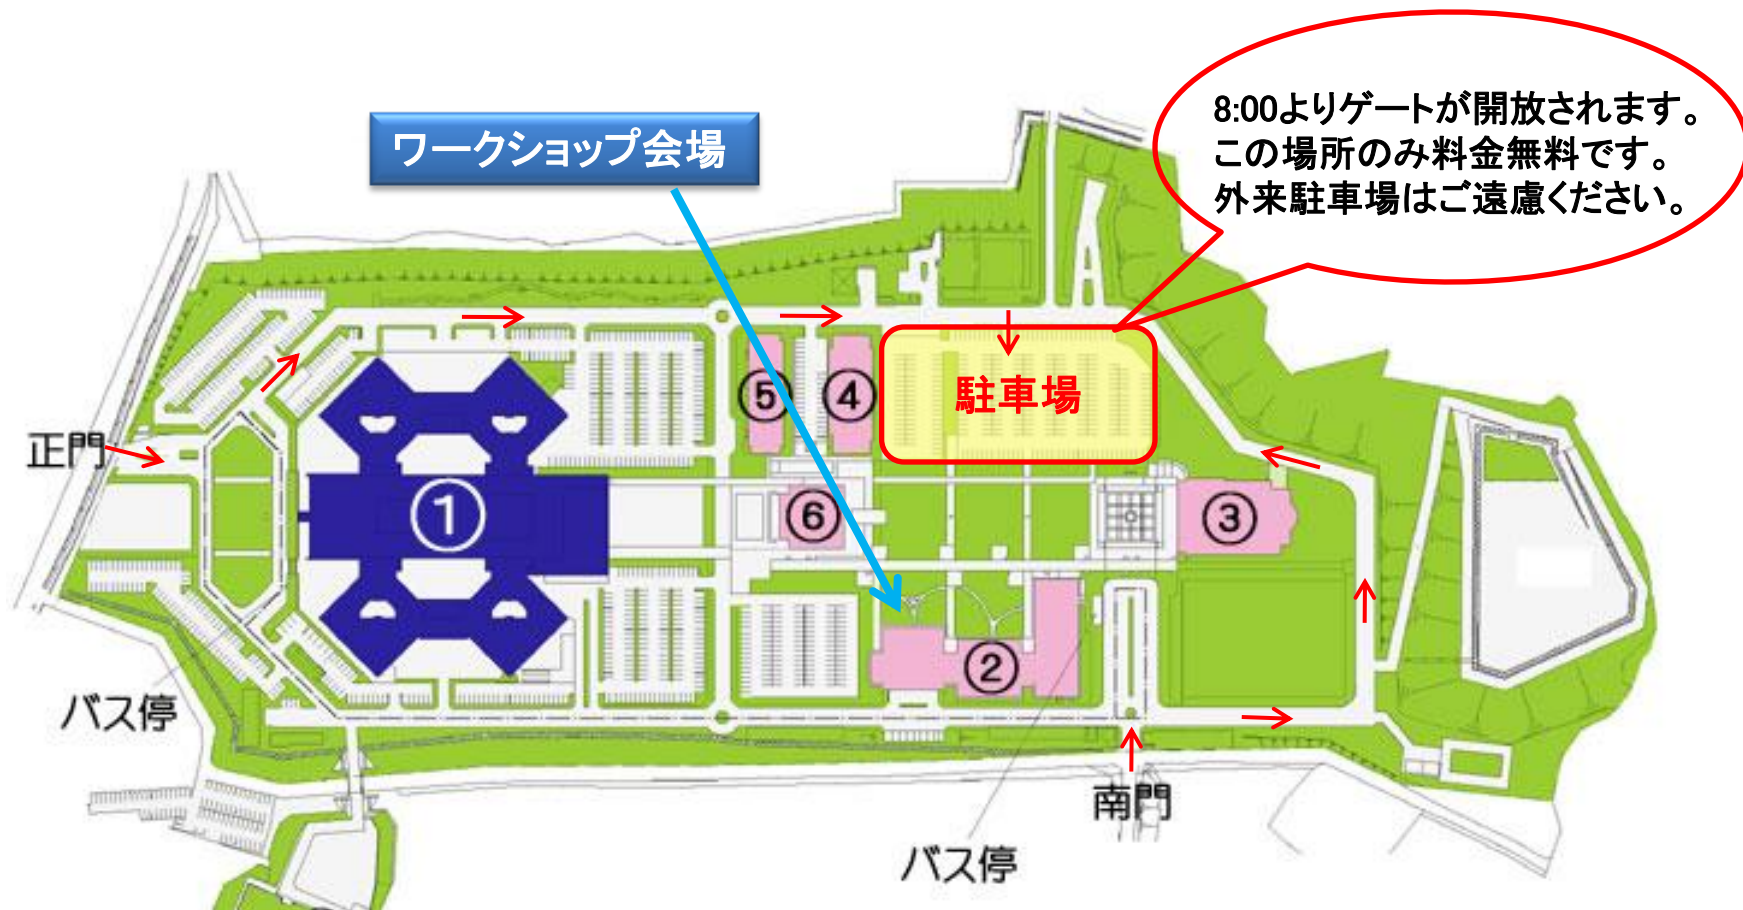 8:00よりゲートが開放されます。
この場所のみ料金無料です。
外来駐車場はご遠慮ください。
ワークショップ会場
⑤
④
駐車場
正門
①
⑥
③
②
バス停
南門
バス停